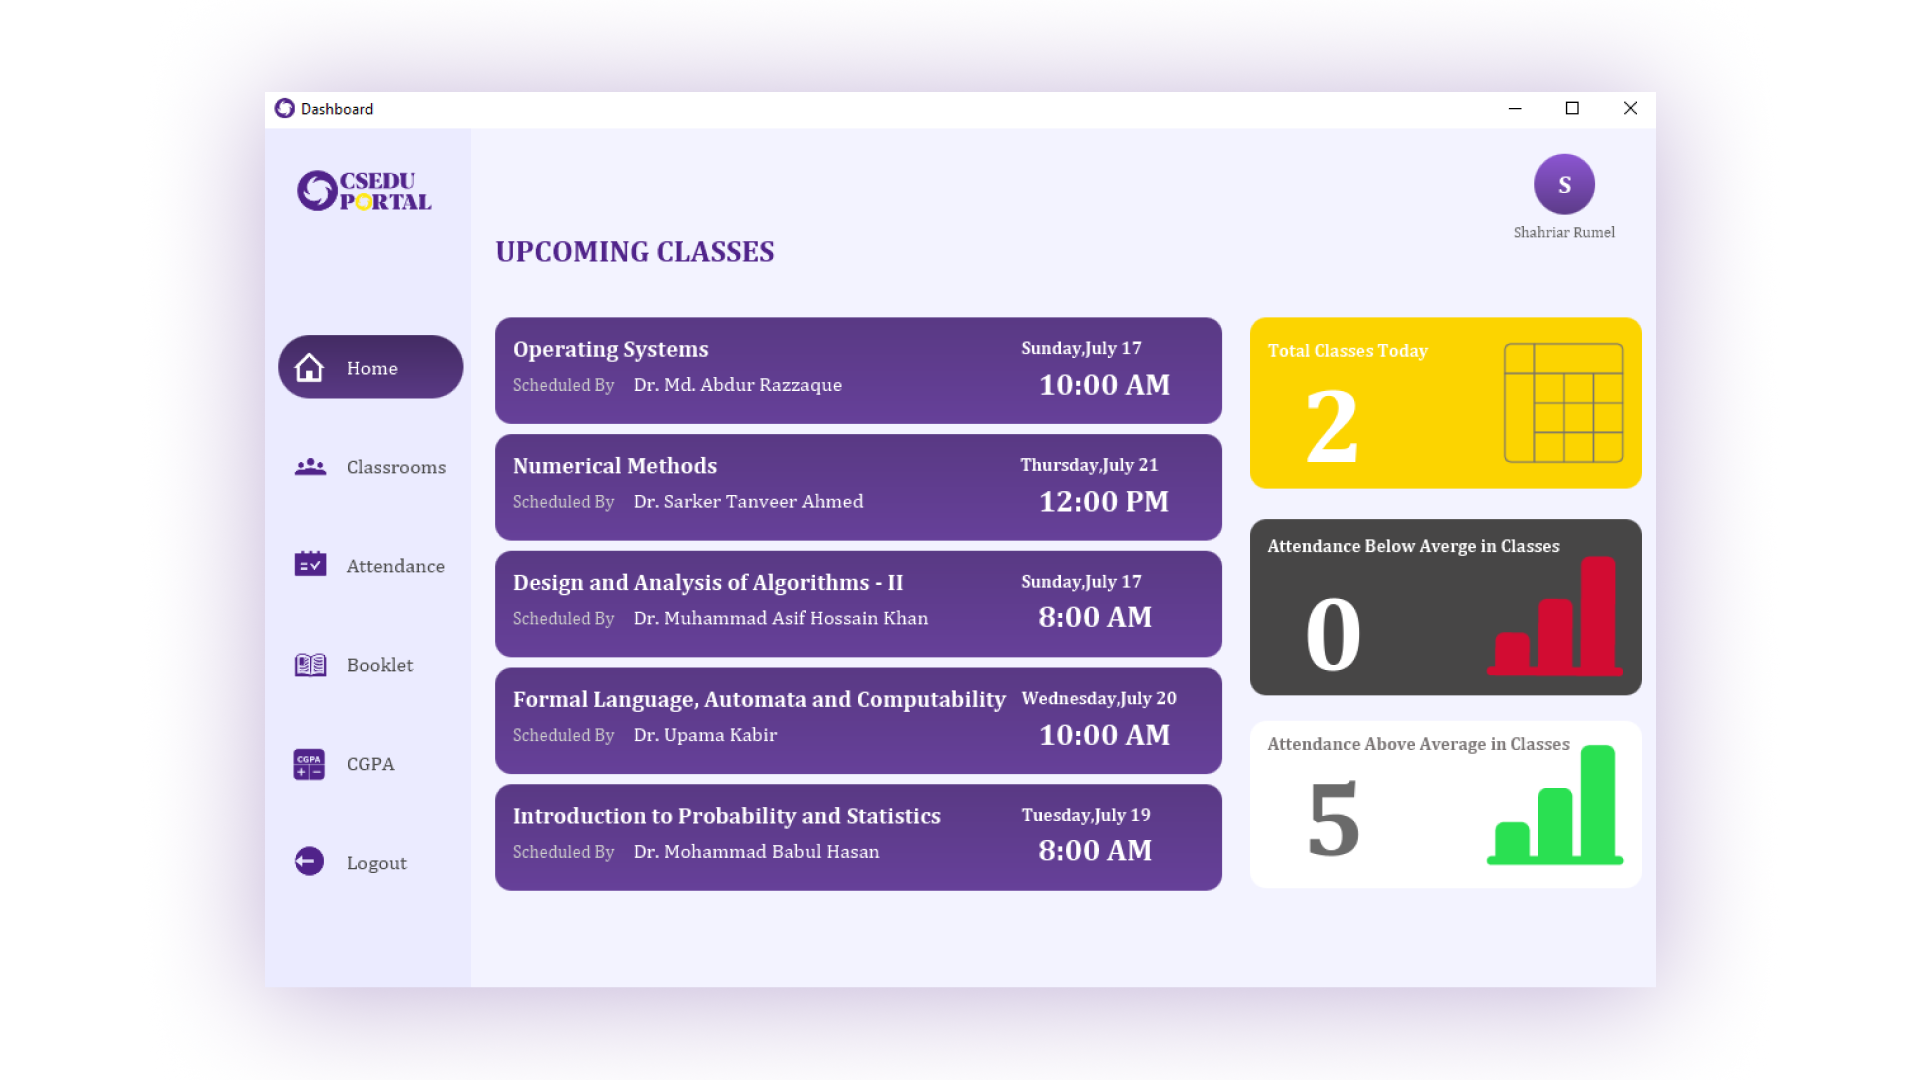 Dashboard
CSEDU
PORTAL
S
Shahriar Rumel
UPCOMING CLASSES
Home
Classrooms
Attendance
Booklet
CGPA
CGPA
Logout
Operating Systems
Sunday,July 17
Scheduled By Dr. Md. Abdur Razzaque
10:00 AM
Numerical Methods
Thursday,July 21
Scheduled By Dr. Sarker Tanveer Ahmed
12:00 PM
Design and Analysis of Algorithms - II
Sunday,July 17
Scheduled By Dr. Muhammad Asif Hossain Khan
8:00 AM
Formal Language, Automata and Computability
Wednesday,July 20
Scheduled By Dr. Upama Kabir
10:00 AM
Introduction to Probability and Statistics
Tuesday,July 19
Scheduled By Dr. Mohammad Babul Hasan
8:00 AM
Total Classes Today
2
Attendance Below Averge in Classes
0
Attendance Above Average in Classes
5